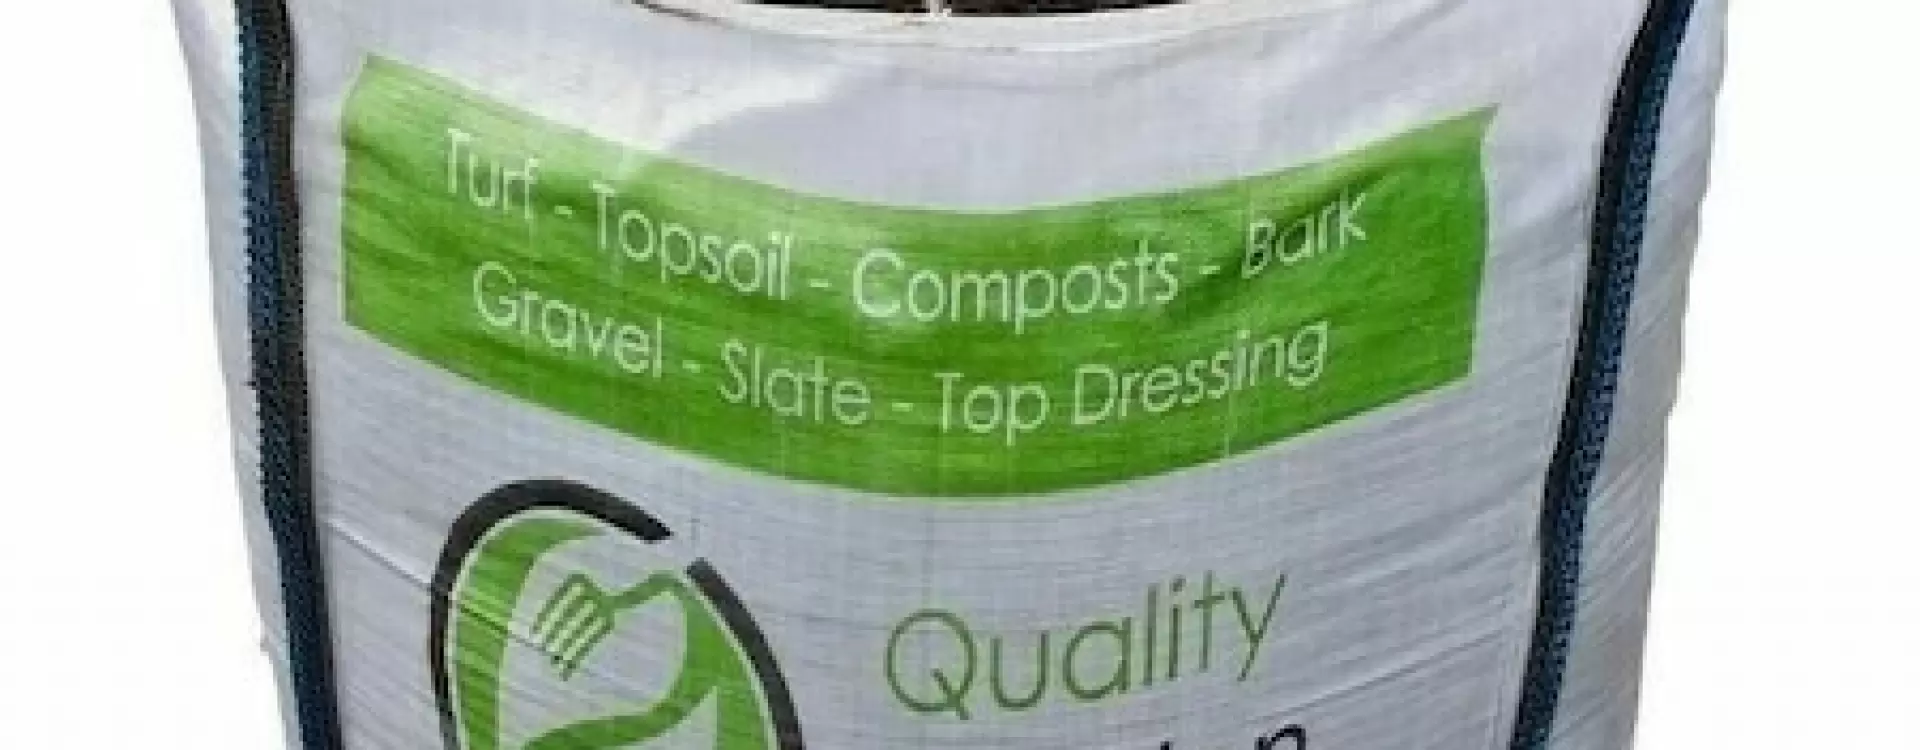 Turf - Topsoil - Composts - Bark
Gravel - Slate - Top Dressing
Quality